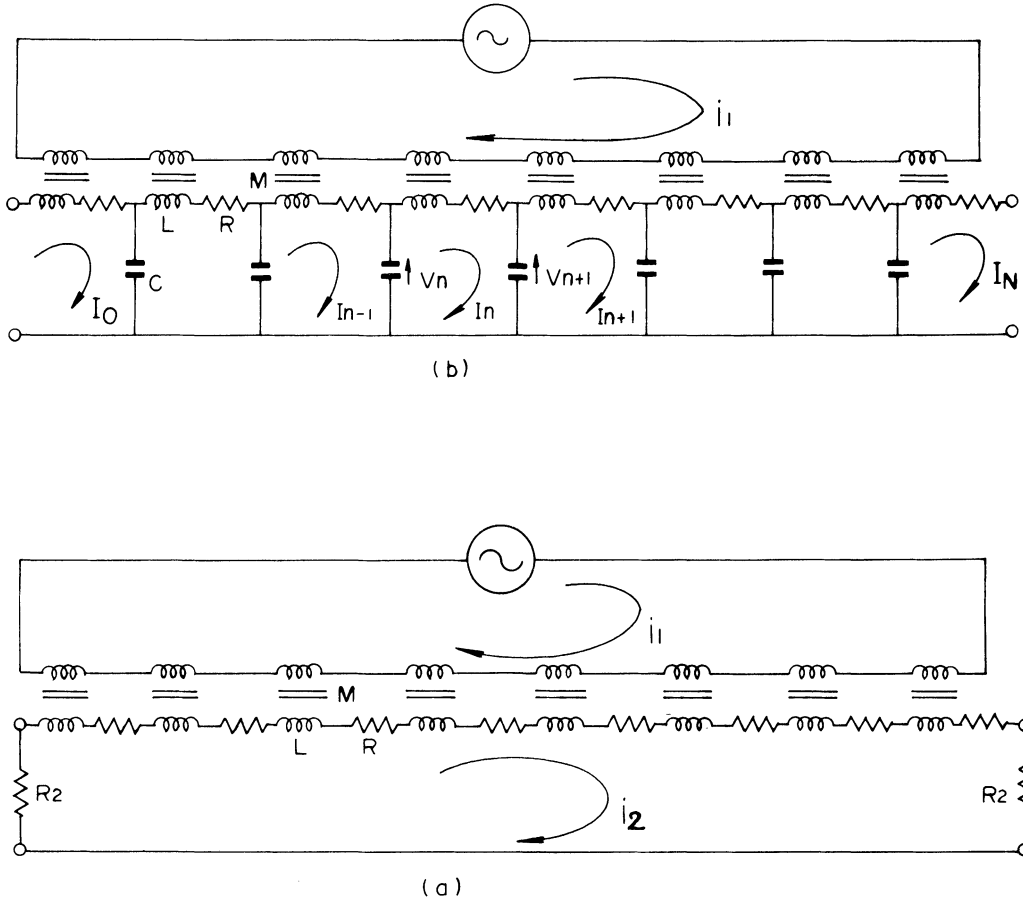 i1
M
L R
C Vn Vn+1
I0 In-1 In In+1 IN
(b)
i1
M
L R
R2 R2
i2
(a)